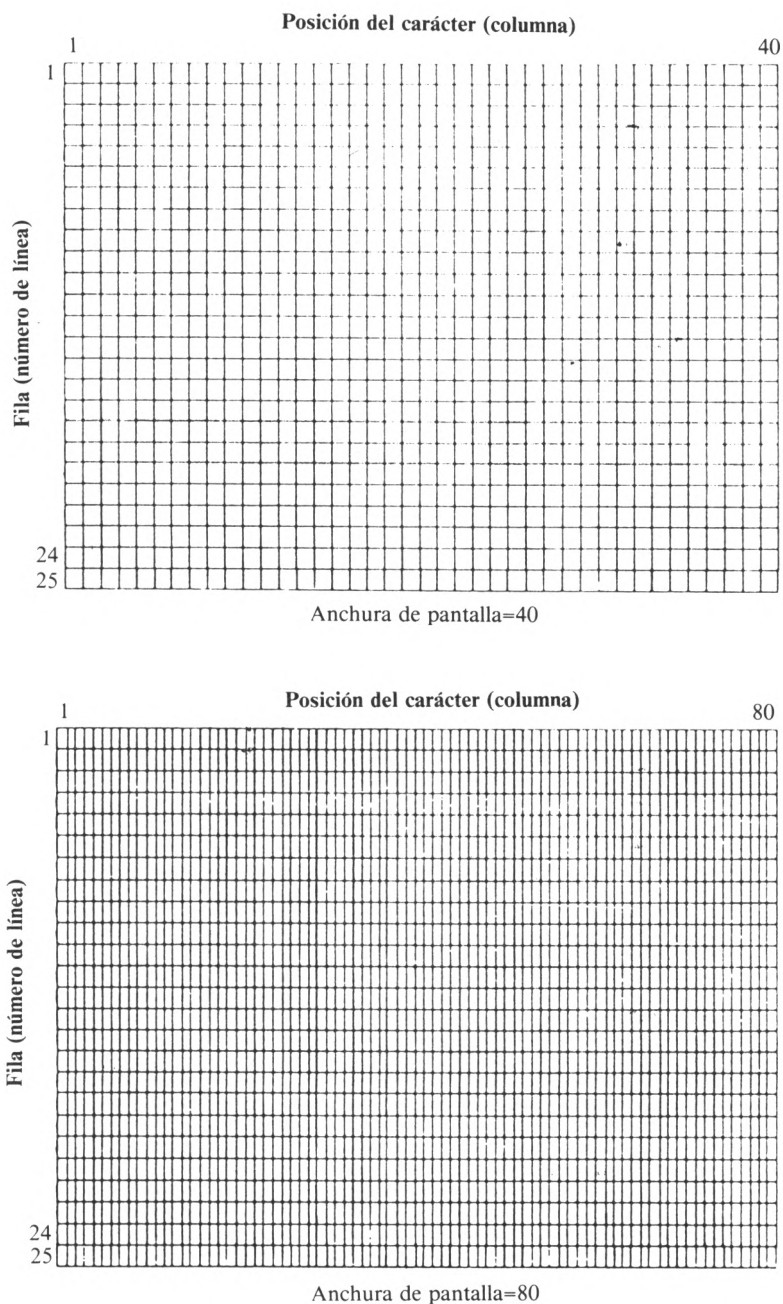 Posición del carácter (columna)
1 40
1
Fila (número de línea)
24
25
Anchura de pantalla=40
Posición del carácter (columna)
1 80
1
Fila (número de línea)
24
25
Anchura de pantalla=80